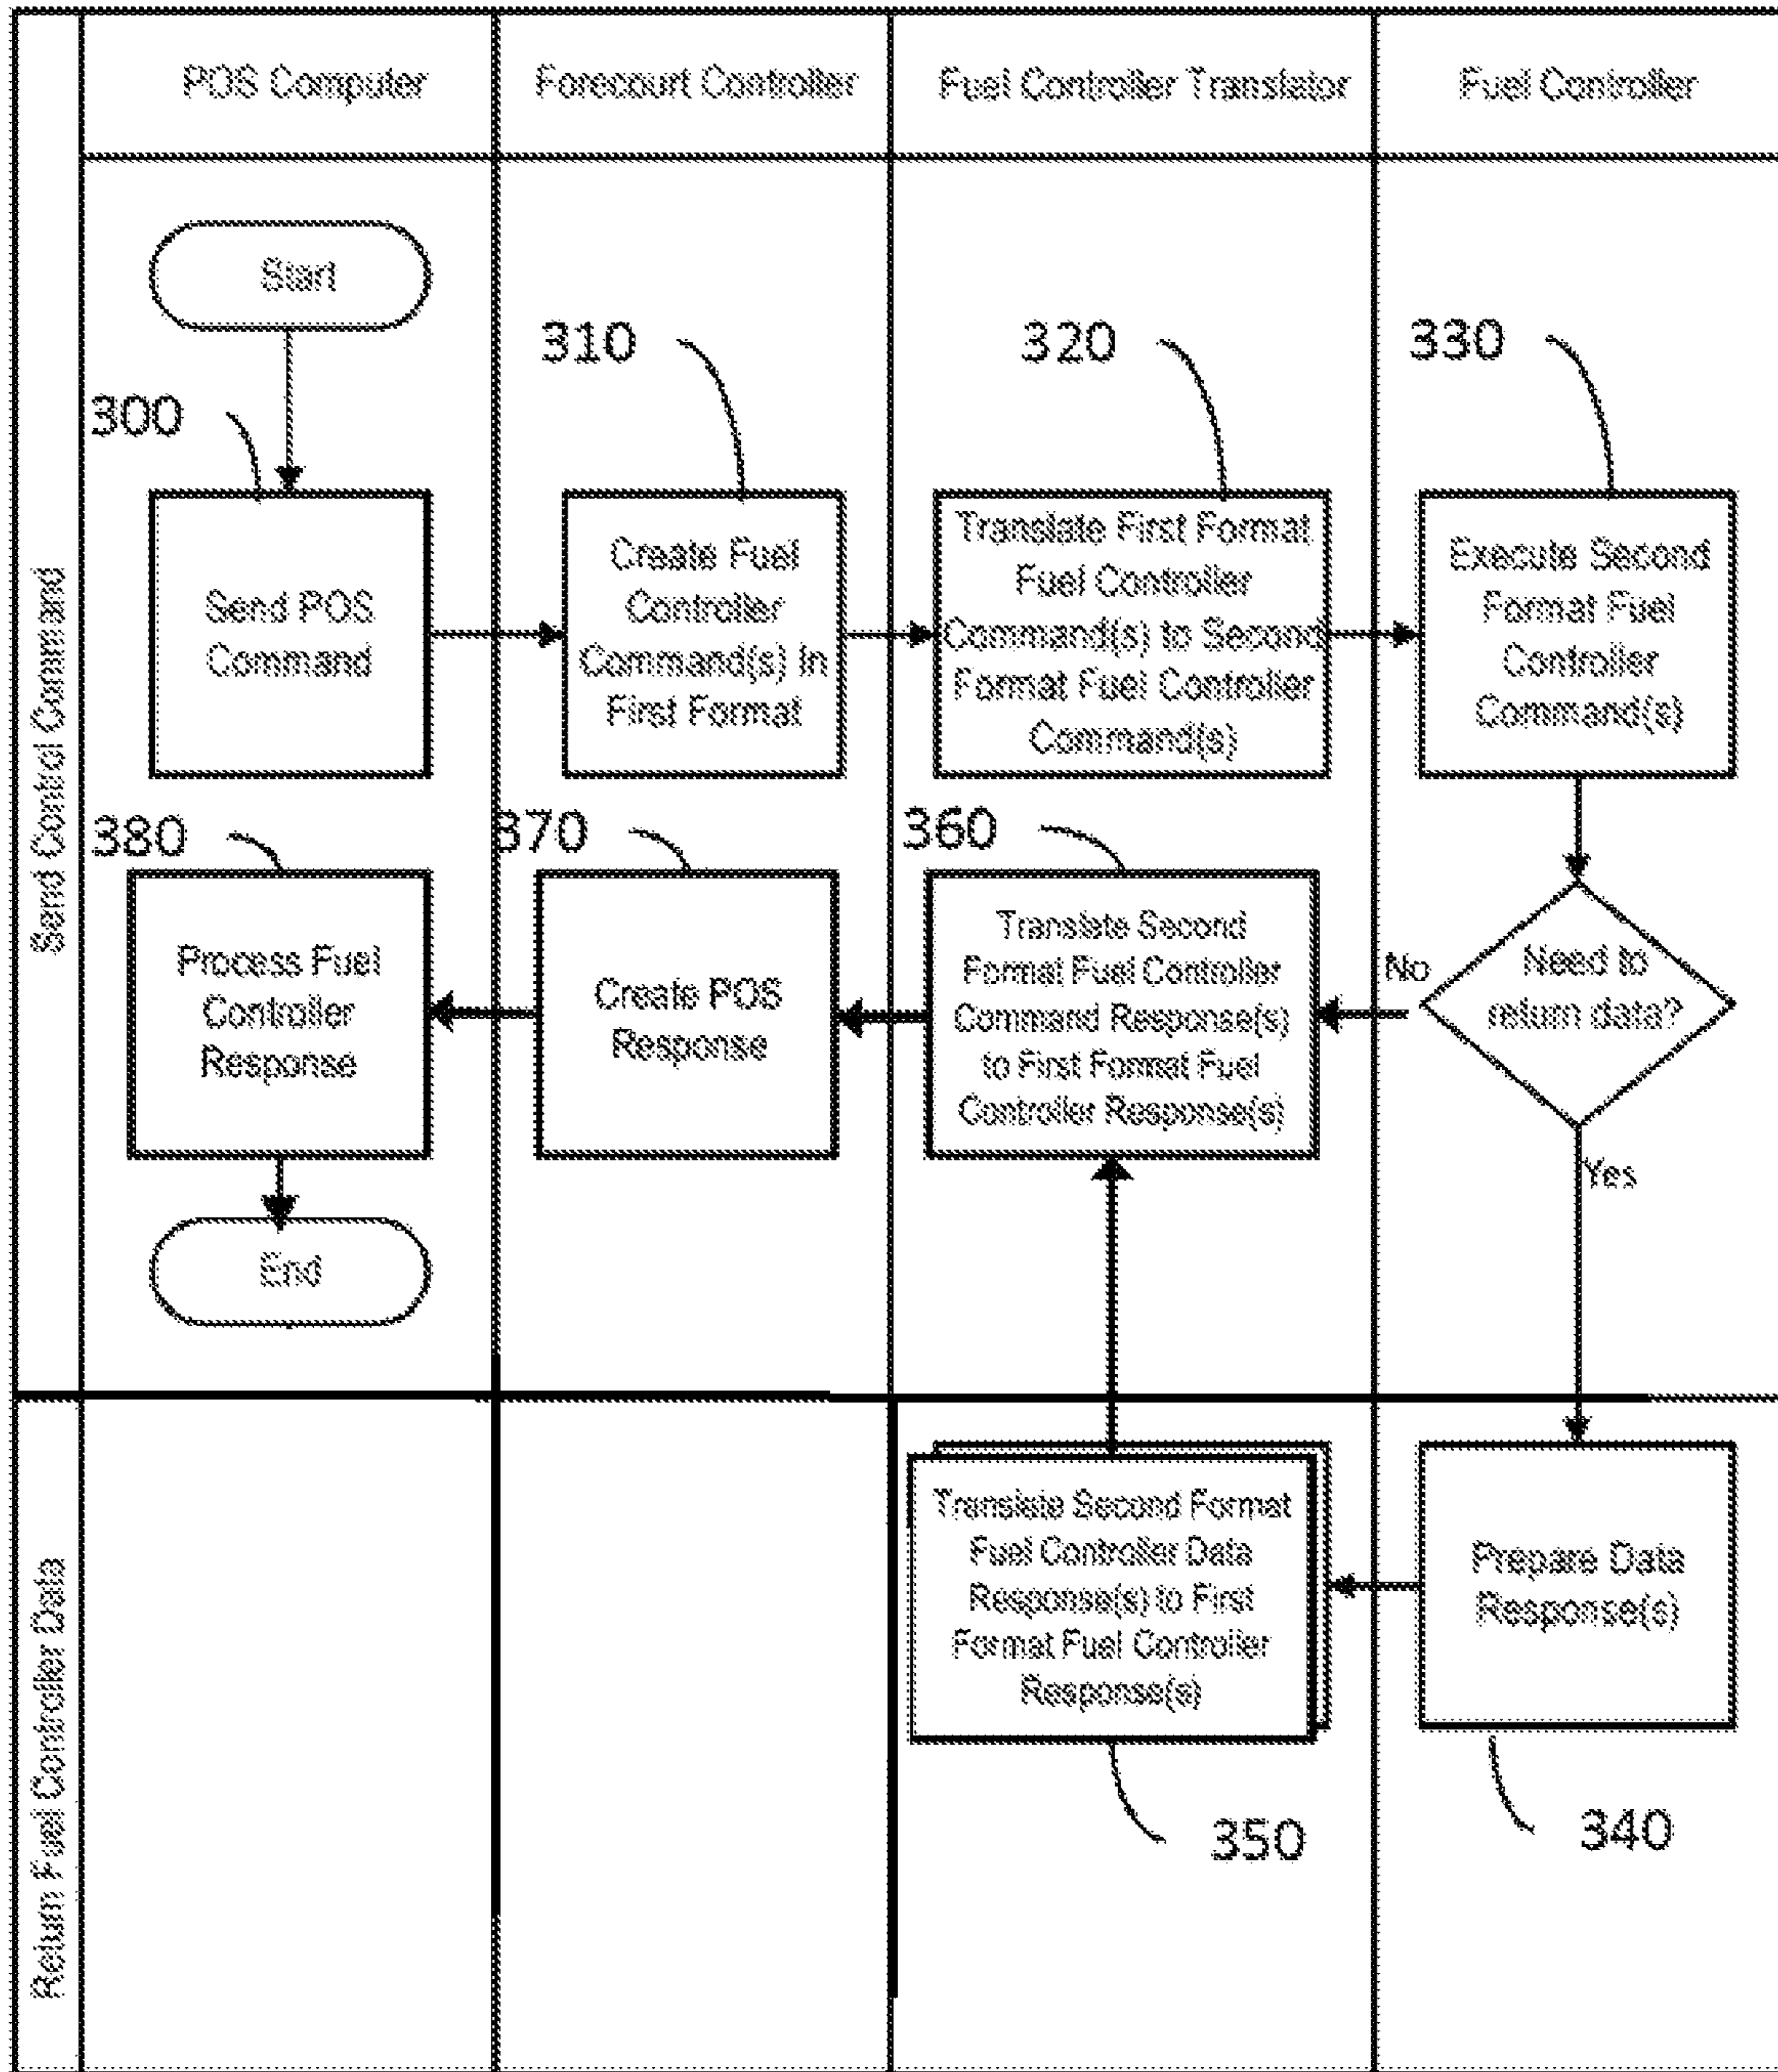 POS Computer
Forecourt Controller
Fuel Controller Translator
Fuel Controller
Send Control Command
Start
300
310
320
330
Send POS
Command
Create Fuel
Controller
Command(s) in
First Format
Translate First Format
Fuel Controller
Command(s) to Second
Format Fuel Controller
Command(s)
Execute Second
Format Fuel
Controller
Command(s)
380
370
360
Process Fuel
Controller
Response
Create POS
Response
Translate Second
Format Fuel Controller
Command Response(s)
to First Format Fuel
Controller Response(s)
No
Need to
return data?
Yes
End
Return Fuel Controller Data
Translate Second Format
Fuel Controller Data
Response(s) to First
Format Fuel Controller
Response(s)
Prepare Data
Response(s)
350
340